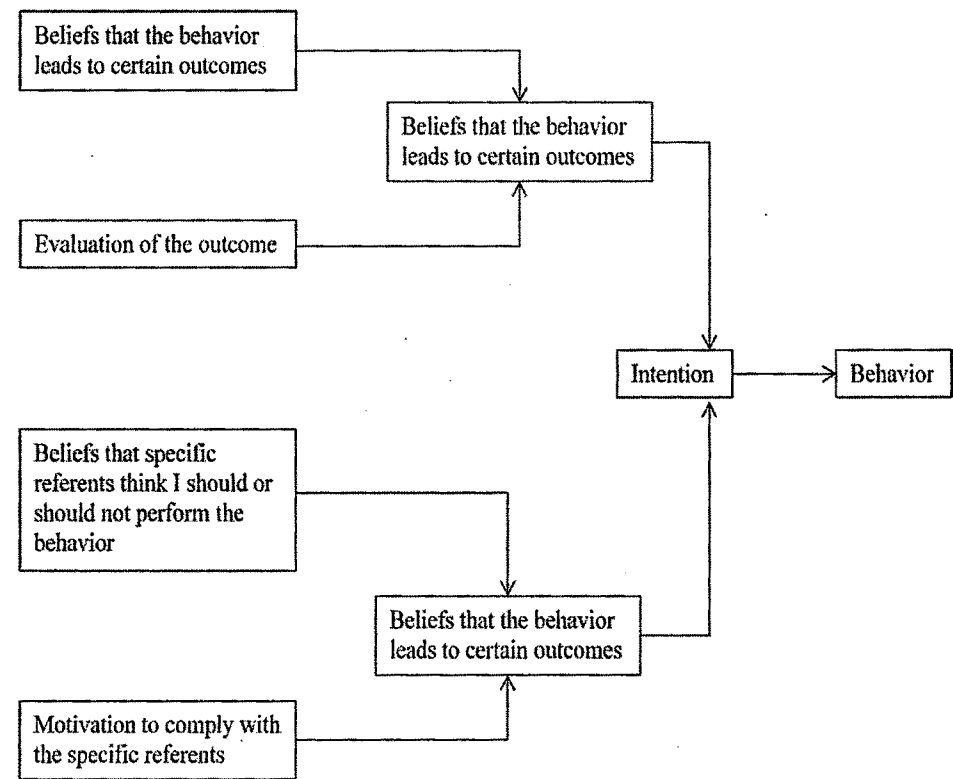 Beliefs that the behavior
leads to certain outcomes
Beliefs that the behavior
leads to certain outcomes
Evaluation of the outcome
Intention
Behavior
Beliefs that specific
referents think I should or
should not perform the
behavior
Beliefs that the behavior
leads to certain outcomes
Motivation to comply with
the specific referents